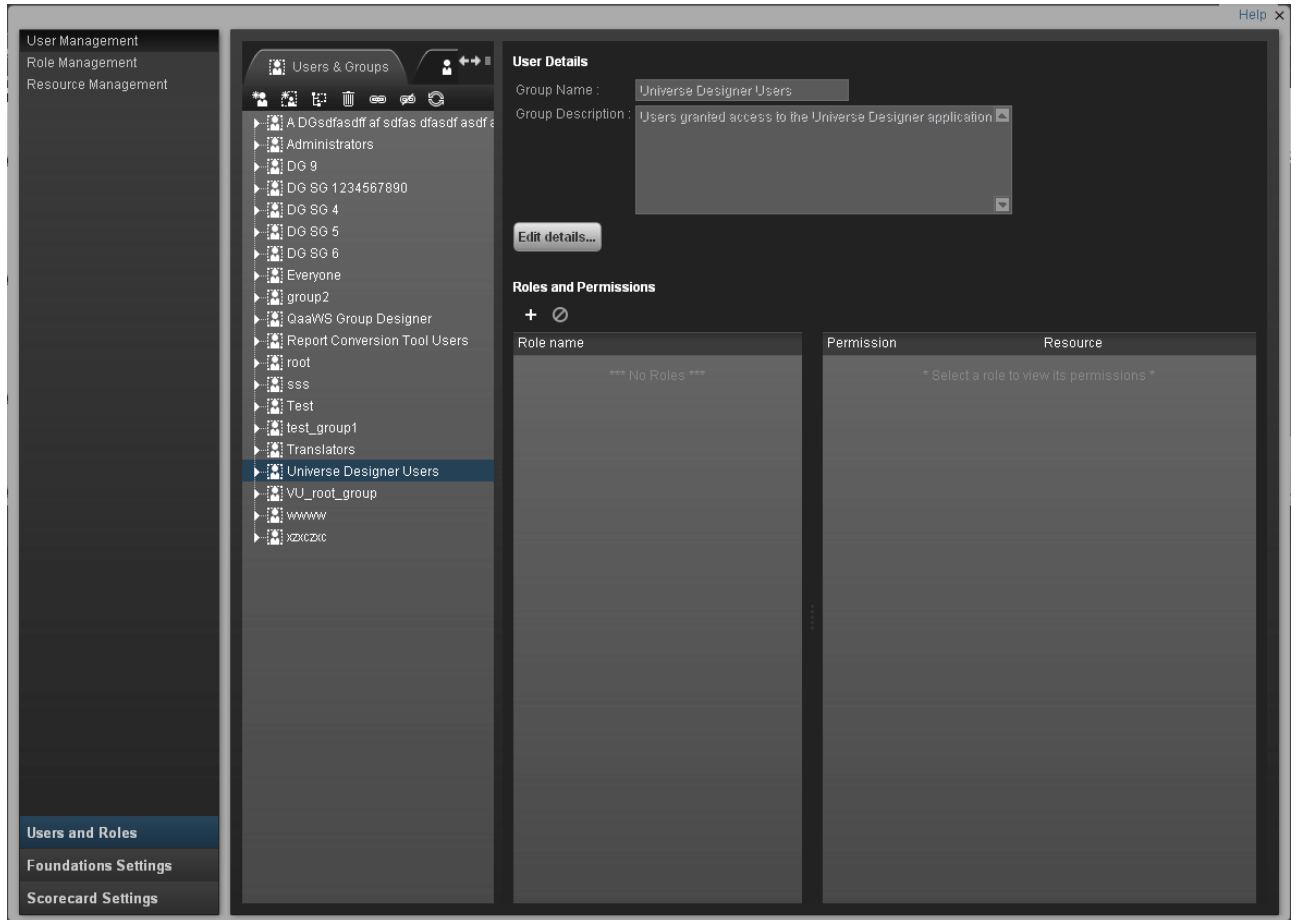 Help
User Management
Role Management
Resource Management
Users & Groups
A DGsdfasdff af sdfas dfasdf asdf a
Administrators
DG 9
DG SG 1234567890
DG SG 4
DG SG 5
DG SG 6
Everyone
group2
QaaWS Group Designer
Report Conversion Tool Users
root
sss
Test
test_group1
Translators
Universe Designer Users
VU_root_group
wwww
xzxczxc
User Details
Group Name : Universe Designer Users
Group Description : Users granted access to the Universe Designer application
Edit details...
Roles and Permissions
Role name
*** No Roles ***
Permission Resource
* Select a role to view its permissions *
Users and Roles
Foundations Settings
Scorecard Settings